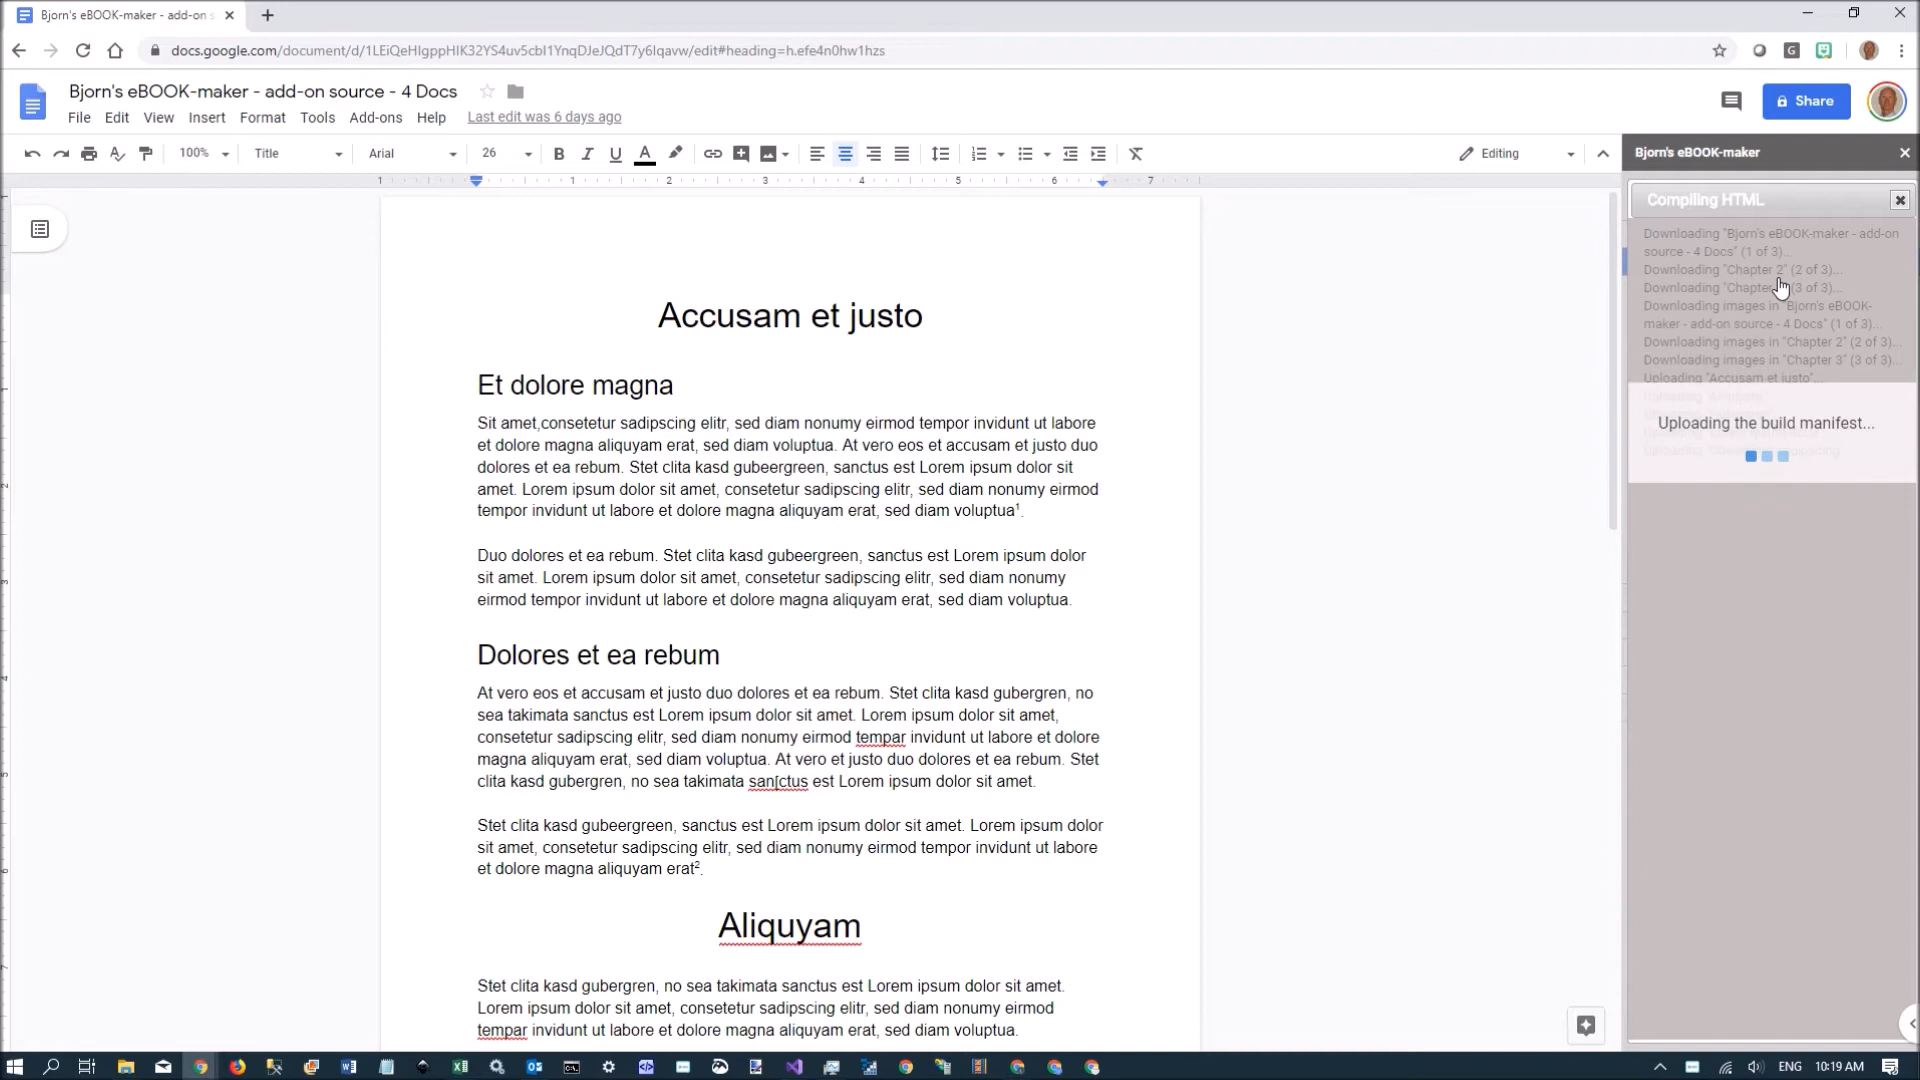 Bjorn's eBOOK-maker - add-on s
docs.google.com/document/d/1LEiQeHIgppHIK32YS4uv5cbI1YnqDJeJQdT7y6Iqavw/edit#heading=h.efe4n0hw1hzs
Bjorn's eBOOK-maker - add-on source - 4 Docs
File Edit View Insert Format Tools Add-ons Help Last edit was 6 days ago
Share
100% Title Arial 26 Editing
Bjorn's eBOOK-maker
1 1 2 3 4 5 6 7
Compiling HTML
Downloading "Bjorn's eBOOK-maker - add-on
source - 4 Docs" (1 of 3)...
Downloading "Chapter 2" (2 of 3)...
Downloading "Chapter (3 of 3)...
Downloading images in "Bjorn's eBOOK-
maker - add-on source - 4 Docs" (1 of 3)...
Downloading images in "Chapter 2" (2 of 3)...
Downloading images in "Chapter 3" (3 of 3)...
Uploading "Accusam et justo"...
Uploading the build manifest...
Accusam et justo
Et dolore magna
Sit amet,consetetur sadipscing elitr, sed diam nonumy eirmod tempor invidunt ut labore
et dolore magna aliquyam erat, sed diam voluptua. At vero eos et accusam et justo duo
dolores et ea rebum. Stet clita kasd gubeergreen, sanctus est Lorem ipsum dolor sit
amet. Lorem ipsum dolor sit amet, consetetur sadipscing elitr, sed diam nonumy eirmod
tempor invidunt ut labore et dolore magna aliquyam erat, sed diam voluptua¹.
Duo dolores et ea rebum. Stet clita kasd gubeergreen, sanctus est Lorem ipsum dolor
sit amet. Lorem ipsum dolor sit amet, consetetur sadipscing elitr, sed diam nonumy
eirmod tempor invidunt ut labore et dolore magna aliquyam erat, sed diam voluptua.
Dolores et ea rebum
At vero eos et accusam et justo duo dolores et ea rebum. Stet clita kasd gubergren, no
sea takimata sanctus est Lorem ipsum dolor sit amet. Lorem ipsum dolor sit amet,
consetetur sadipscing elitr, sed diam nonumy eirmod tempar invidunt ut labore et dolore
magna aliquyam erat, sed diam voluptua. At vero et justo duo dolores et ea rebum. Stet
clita kasd gubergren, no sea takimata san[ctus est Lorem ipsum dolor sit amet.
Stet clita kasd gubeergreen, sanctus est Lorem ipsum dolor sit amet. Lorem ipsum dolor
sit amet, consetetur sadipscing elitr, sed diam nonumy eirmod tempor invidunt ut labore
et dolore magna aliquyam erat².
Aliquyam
Stet clita kasd gubergren, no sea takimata sanctus est Lorem ipsum dolor sit amet.
Lorem ipsum dolor sit amet, consetetur sadipscing elitr, sed diam nonumy eirmod
tempar invidunt ut labore et dolore magna aliquyam erat, sed diam voluptua.
ENG 10:19 AM